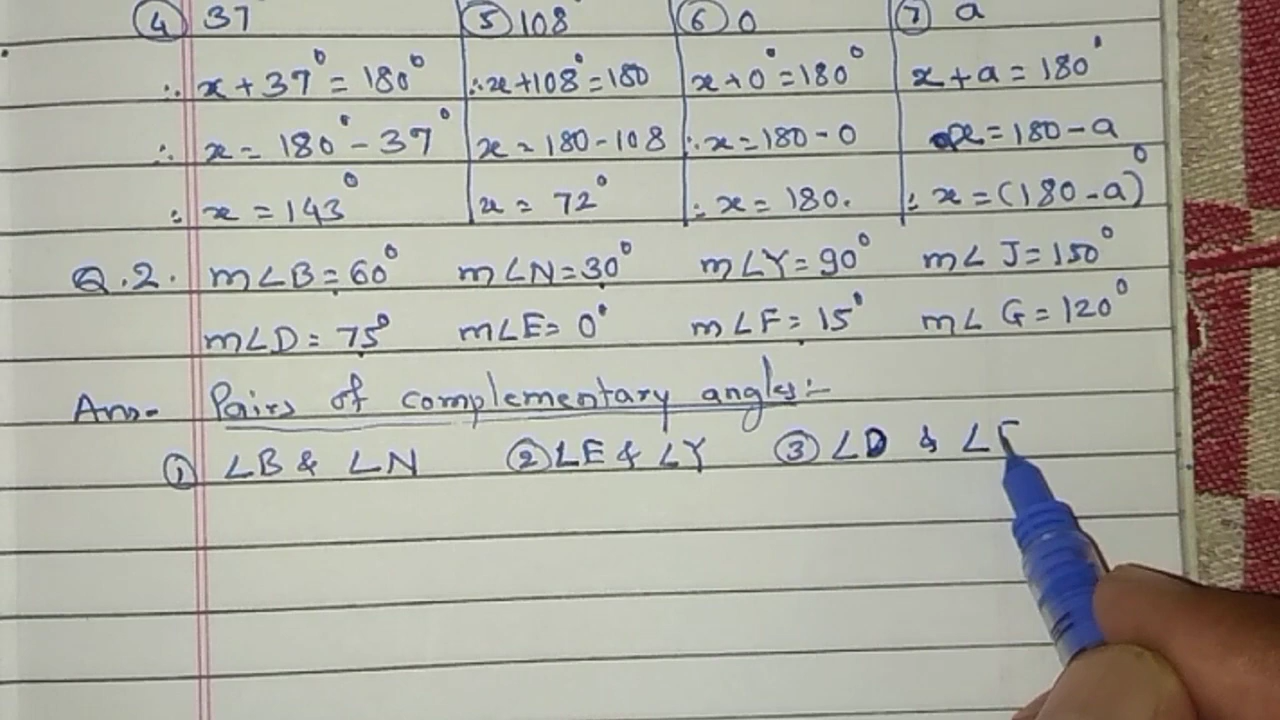 ④ 37 ⑤ 108° ⑥ 0 ⑦ a
∴ x + 37° = 180° ∴ x + 108° = 180 x + 0° = 180° x + a = 180°
∴ x = 180° - 37° x = 180 - 108 ∴ x = 180 - 0 x = 180 - a
∴ x = 143° x = 72° ∴ x = 180. ∴ x = (180 - a)°
Q.2. m∠B = 60° m∠N = 30° m∠Y = 90° m∠J = 150°
m∠D = 75° m∠E = 0° m∠F = 15° m∠G = 120°
Ans- Pairs of complementary angles:-
① ∠B & ∠N ② ∠E & ∠Y ③ ∠D & ∠